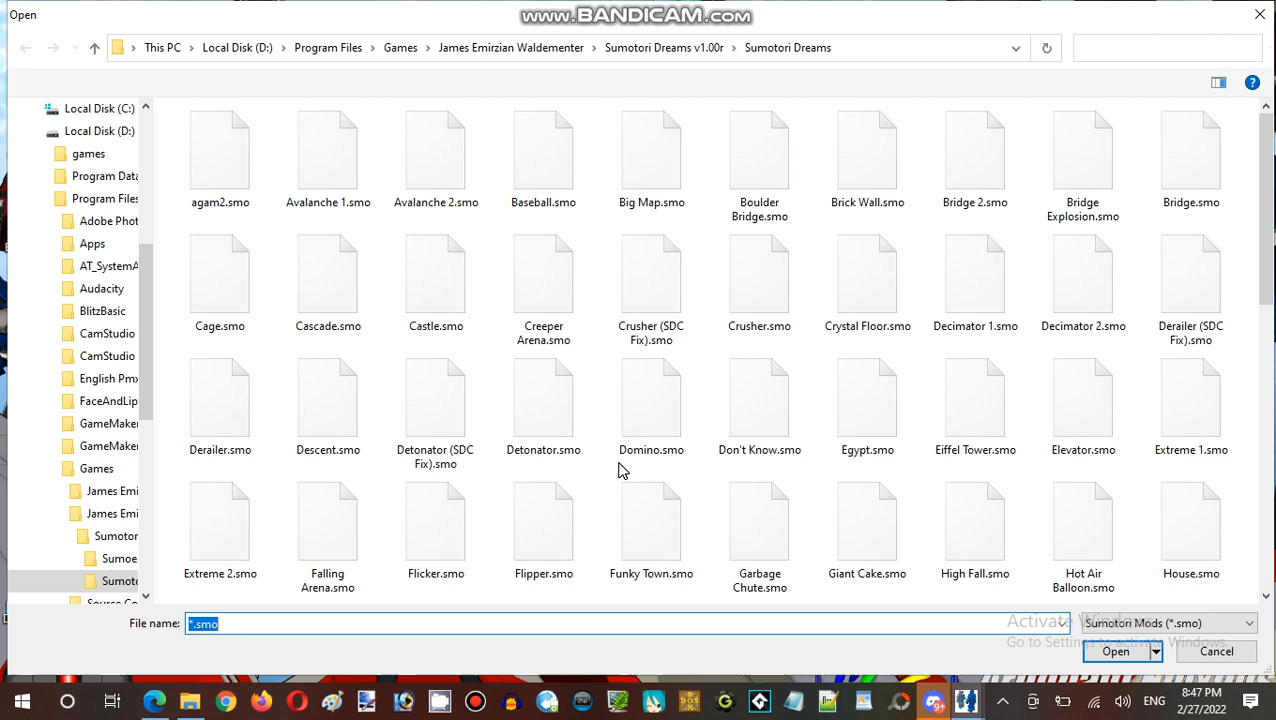 Open
www.BANDICAM.com
This PC > Local Disk (D:) > Program Files > Games > James Emirzian Waldementer > Sumotori Dreams v1.00r > Sumotori Dreams
Local Disk (C:)
Local Disk (D:)
games
Program Data
Program Files
Adobe Phot
Apps
AT_SystemA
Audacity
BlitzBasic
CamStudio
CamStudio
English Pmx
FaceAndLip
GameMaker
GameMaker
Games
James Emi
James Emi
Sumotor
Sumoe
Sumoto
agam2.smo
Avalanche 1.smo
Avalanche 2.smo
Baseball.smo
Big Map.smo
Boulder
Bridge.smo
Brick Wall.smo
Bridge 2.smo
Bridge
Explosion.smo
Bridge.smo
Cage.smo
Cascade.smo
Castle.smo
Creeper
Arena.smo
Crusher (SDC
Fix).smo
Crusher.smo
Crystal Floor.smo
Decimator 1.smo
Decimator 2.smo
Derailer (SDC
Fix).smo
Derailer.smo
Descent.smo
Detonator (SDC
Fix).smo
Detonator.smo
Domino.smo
Don't Know.smo
Egypt.smo
Eiffel Tower.smo
Elevator.smo
Extreme 1.smo
Extreme 2.smo
Falling
Arena.smo
Flicker.smo
Flipper.smo
Funky Town.smo
Garbage
Chute.smo
Giant Cake.smo
High Fall.smo
Hot Air
Balloon.smo
House.smo
File name:
*.smo
Sumotori Mods (*.smo)
Activate Windows
Go to Settings to activate Windows.
Open
Cancel
ENG
8:47 PM
2/27/2022